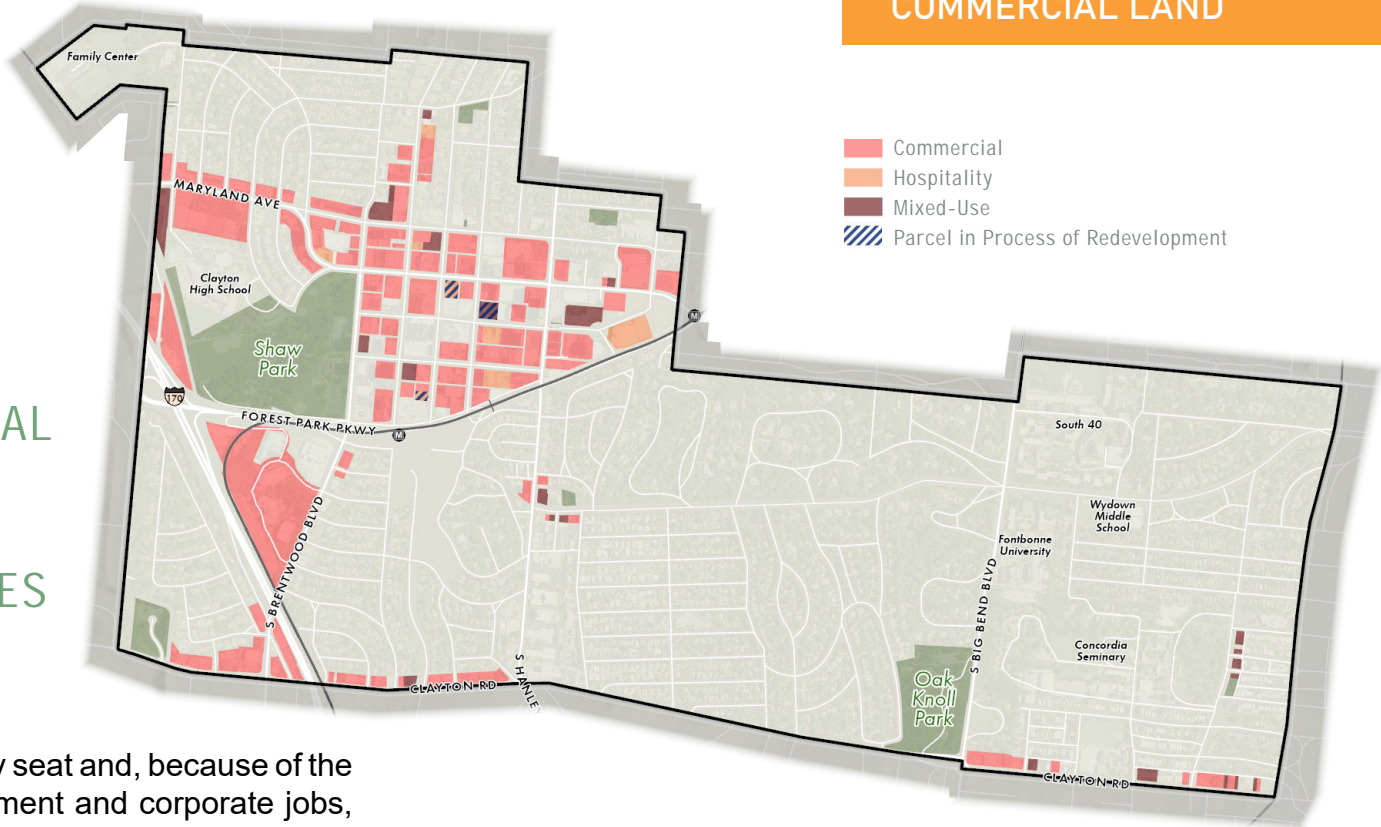 COMMERCIAL LAND
Commercial
Hospitality
Mixed-Use
Parcel in Process of Redevelopment
Family Center
MARYLAND AVE
Clayton
High School
Shaw
Park
M
170
FOREST PARK PKWY
M
S BRENTWOOD BLVD
S HANLEY
CLAYTON RD
South 40
Wydown
Middle
School
Fontbonne
University
S BIG BEND BLVD
Concordia
Seminary
Oak
Knoll
Park
CLAYTON RD
AL
ES
y seat and, because of the
ment and corporate jobs,